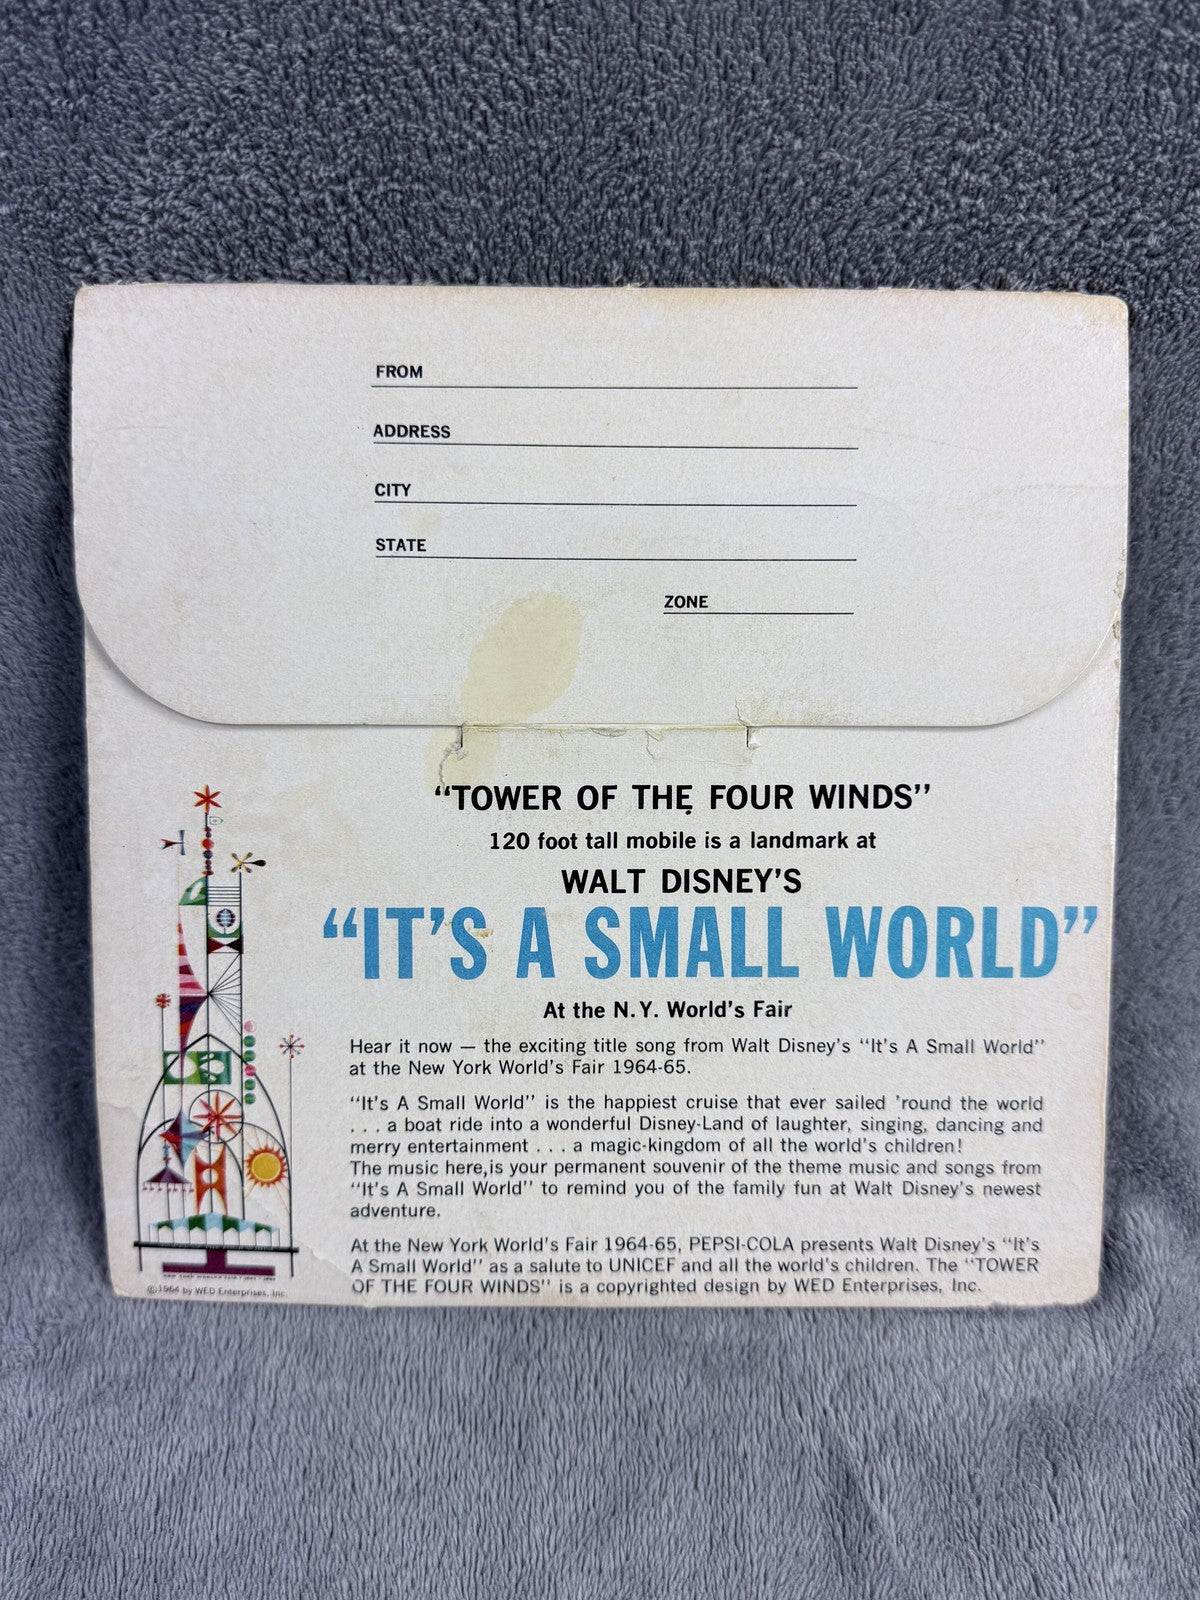 FROM
ADDRESS
CITY
STATE
ZONE
“TOWER OF THE FOUR WINDS”
120 foot tall mobile is a landmark at
WALT DISNEY’S
“IT’S A SMALL WORLD”
At the N.Y. World’s Fair
Hear it now — the exciting title song from Walt Disney’s “It’s A Small World”
at the New York World’s Fair 1964-65.
“It’s A Small World” is the happiest cruise that ever sailed ’round the world
. . . a boat ride into a wonderful Disney-Land of laughter, singing, dancing and
merry entertainment . . . a magic-kingdom of all the world’s children!
The music here, is your permanent souvenir of the theme music and songs from
“It’s A Small World” to remind you of the family fun at Walt Disney’s newest
adventure.
At the New York World’s Fair 1964-65, PEPSI-COLA presents Walt Disney’s “It’s
A Small World” as a salute to UNICEF and all the world’s children. The “TOWER
OF THE FOUR WINDS” is a copyrighted design by WED Enterprises, Inc.
NEW YORK WORLD'S FAIR
©1964 by WED Enterprises, Inc.